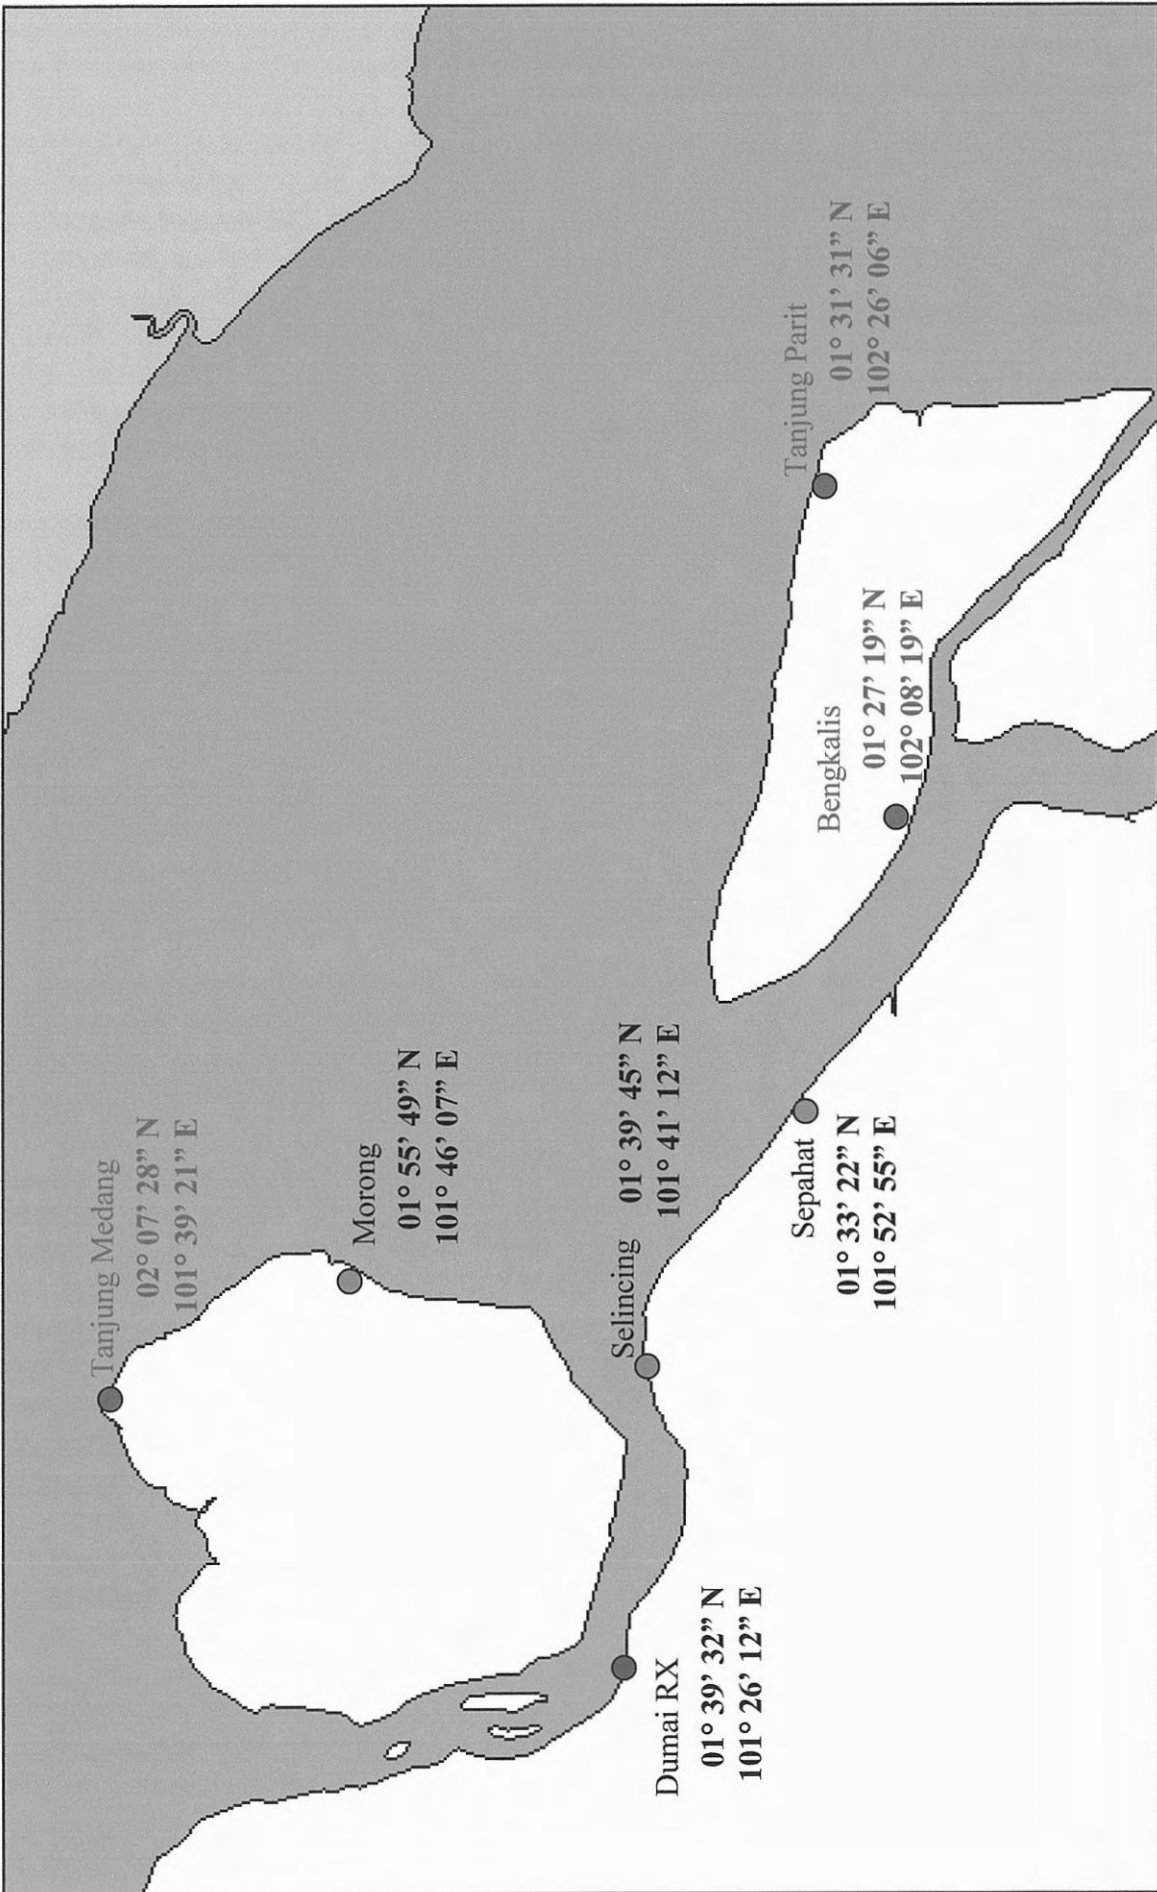 Tanjung Medang
02° 07’ 28” N
101° 39’ 21” E
Morong
01° 55’ 49” N
101° 46’ 07” E
Dumai RX
01° 39’ 32” N
101° 26’ 12” E
Selincing 01° 39’ 45” N
101° 41’ 12” E
Sepahat
01° 33’ 22” N
101° 52’ 55” E
Bengkalis
01° 27’ 19” N
102° 08’ 19” E
Tanjung Parit
01° 31’ 31” N
102° 26’ 06” E